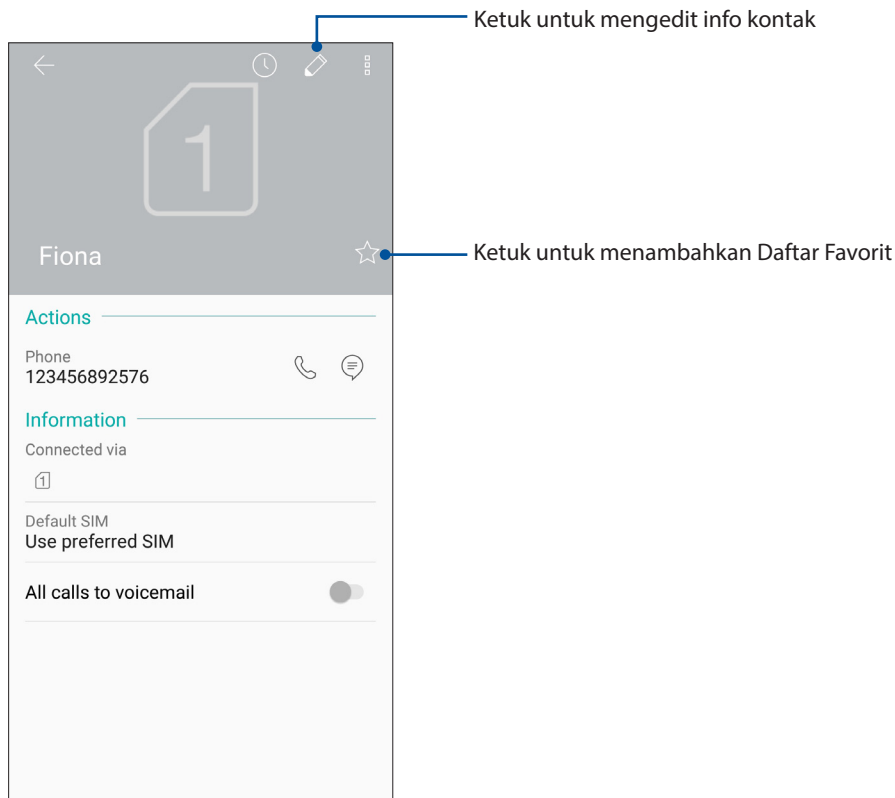 Ketuk untuk mengedit info kontak
1
Fiona
Ketuk untuk menambahkan Daftar Favorit
Actions
Phone
123456892576
Information
Connected via
1
Default SIM
Use preferred SIM
All calls to voicemail